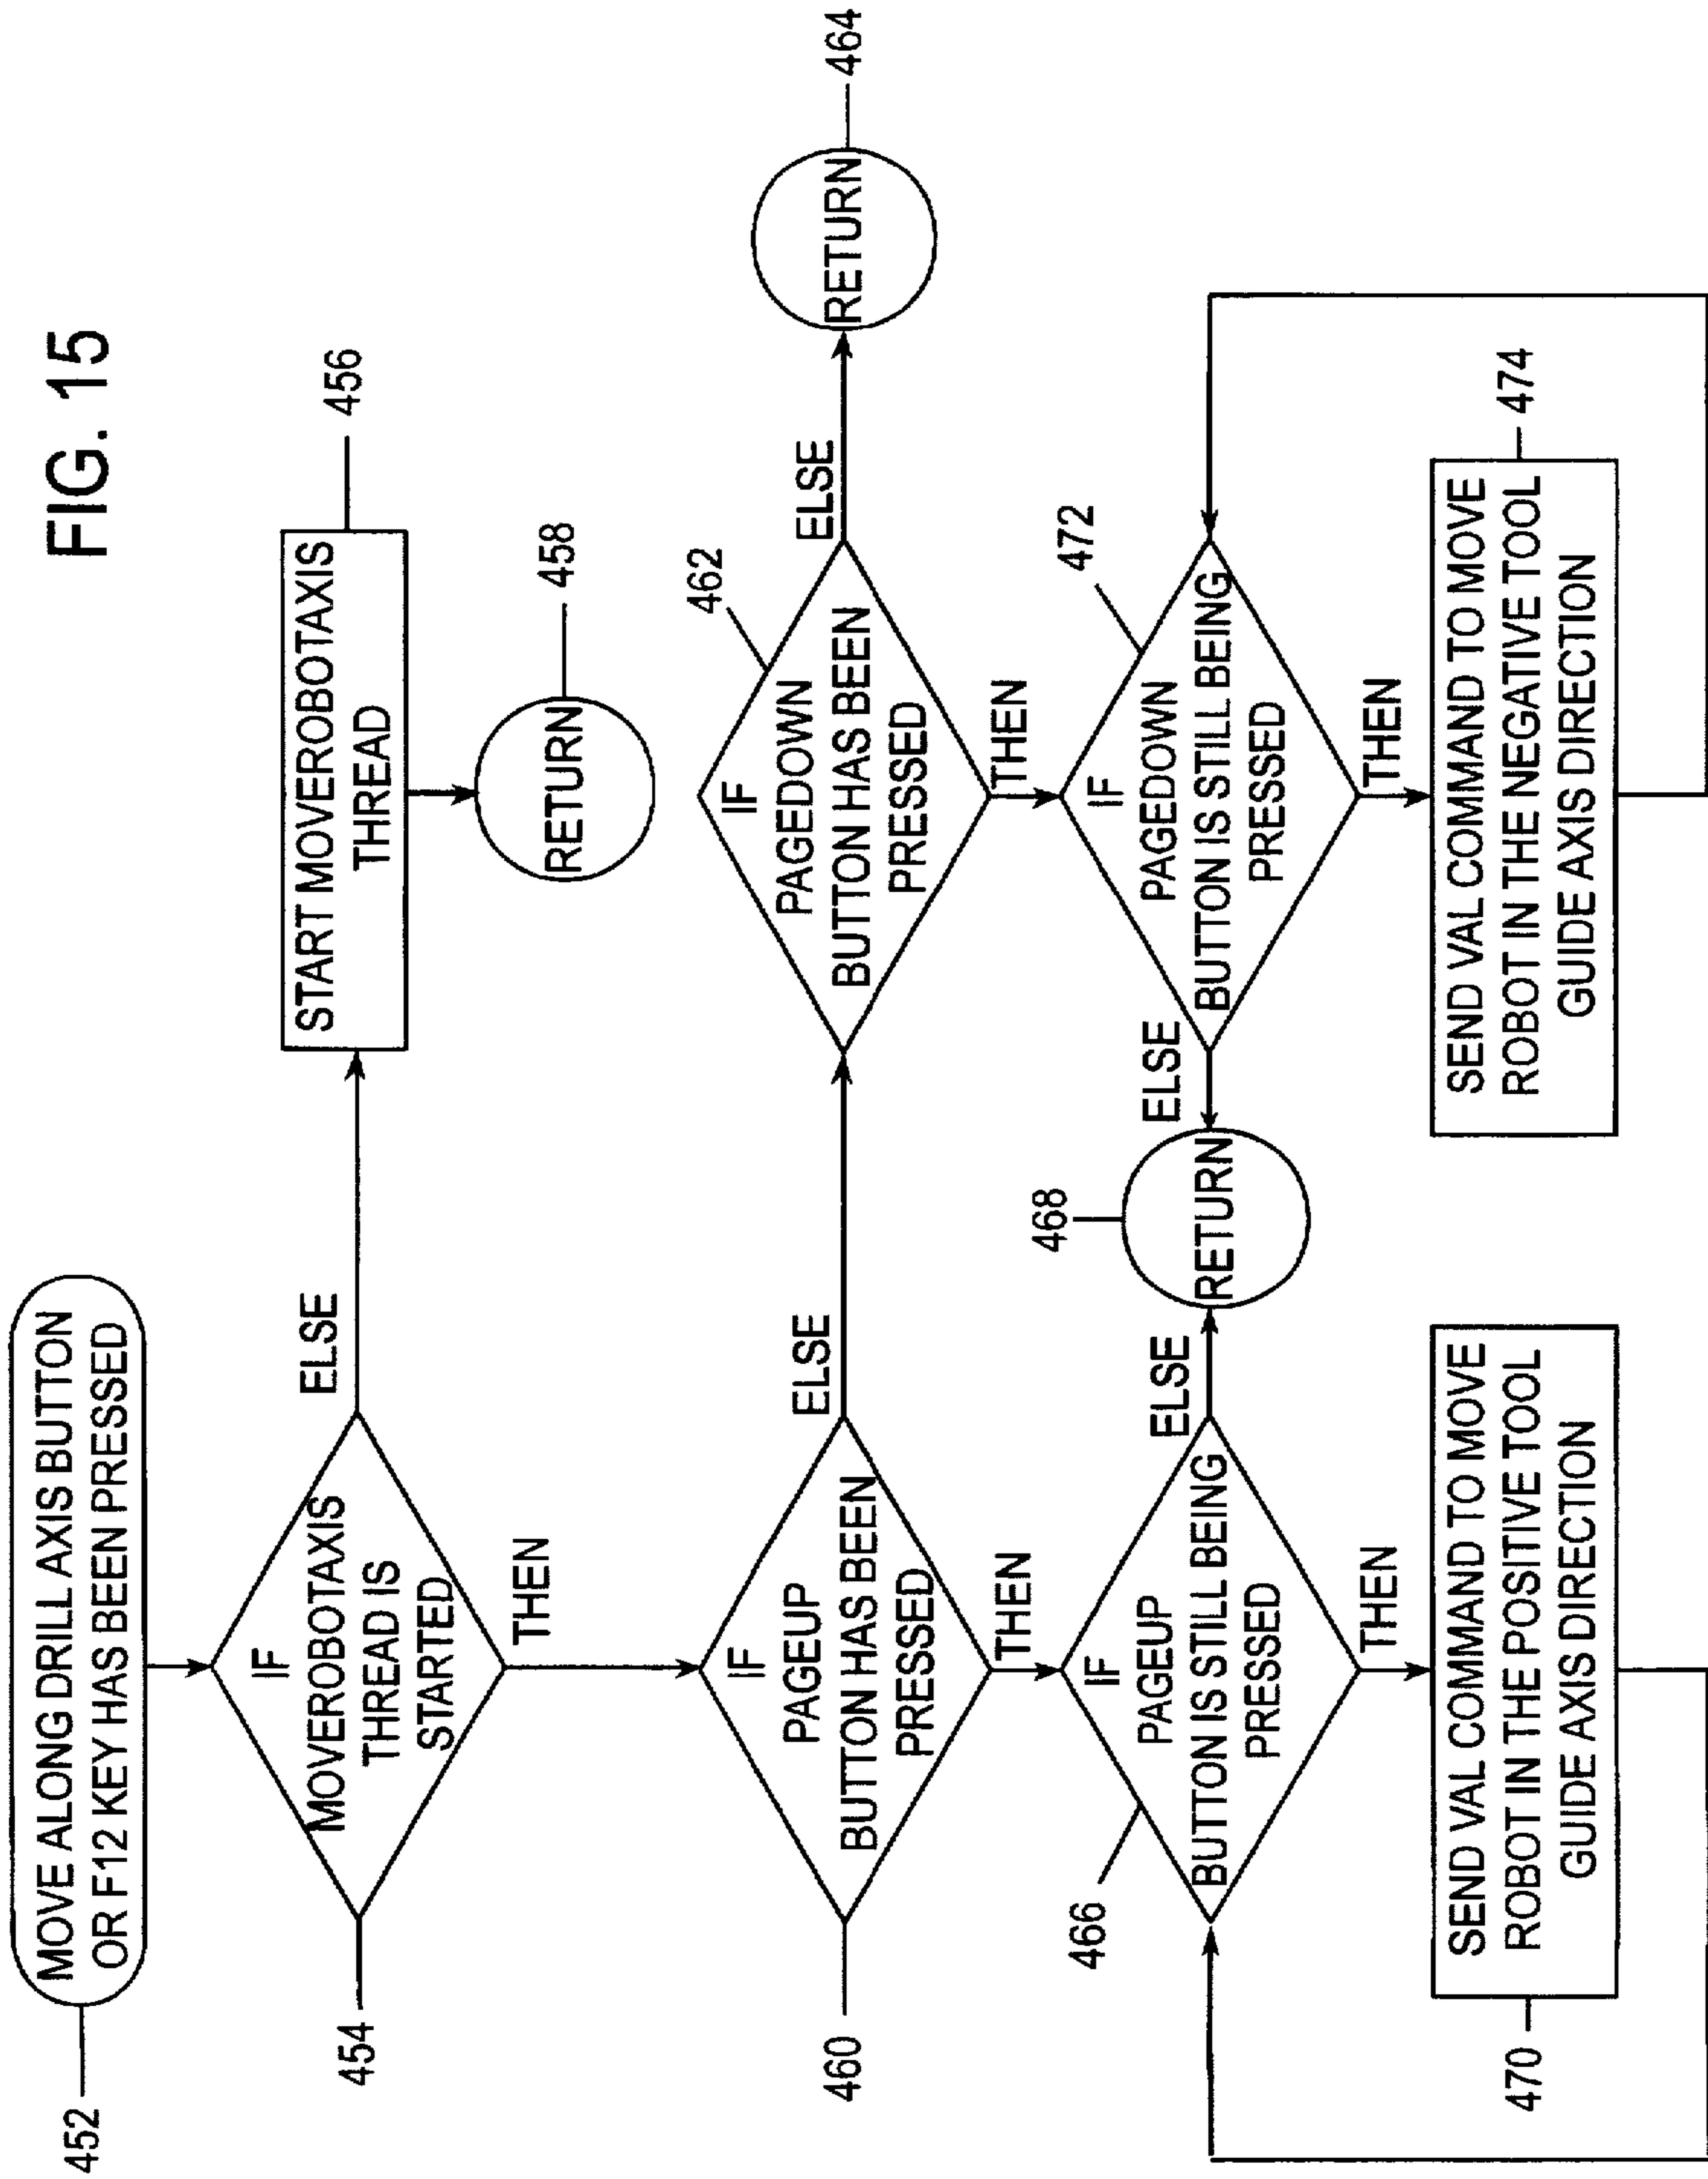 FIG. 15
452
MOVE ALONG DRILL AXIS BUTTON
OR F12 KEY HAS BEEN PRESSED
454
IF
MOVEROBOTAXIS
THREAD IS
STARTED
ELSE
THEN
START MOVEROBOTAXIS
THREAD
456
RETURN
458
460
IF
PAGEUP
BUTTON HAS BEEN
PRESSED
ELSE
THEN
IF
PAGEDOWN
BUTTON HAS BEEN
PRESSED
462
ELSE
THEN
RETURN
464
466
IF
PAGEUP
BUTTON IS STILL BEING
PRESSED
ELSE
THEN
468
RETURN
ELSE
IF
PAGEDOWN
BUTTON IS STILL BEING
PRESSED
472
THEN
470
SEND VAL COMMAND TO MOVE
ROBOT IN THE POSITIVE TOOL
GUIDE AXIS DIRECTION
SEND VAL COMMAND TO MOVE
ROBOT IN THE NEGATIVE TOOL
GUIDE AXIS DIRECTION
474